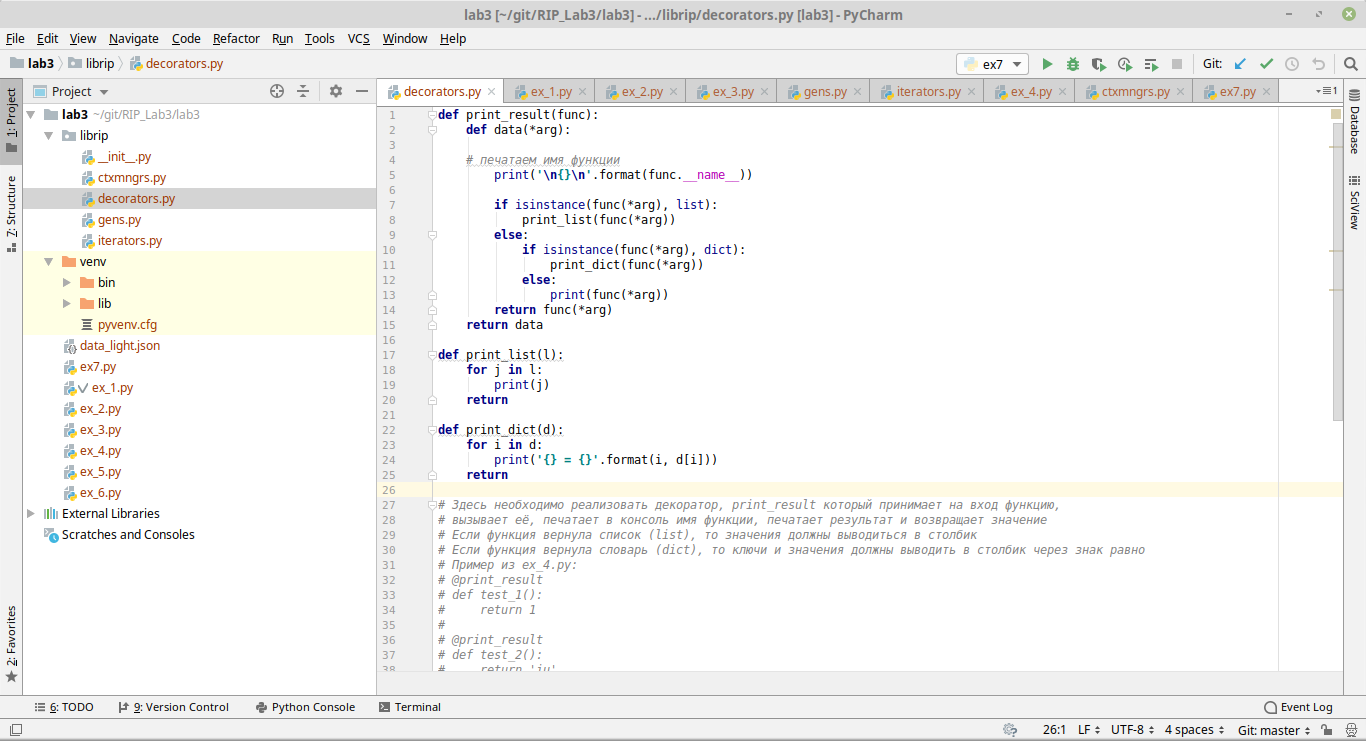 lab3 [~/git/RIP_Lab3/lab3] - .../librip/decorators.py [lab3] - PyCharm
File Edit View Navigate Code Refactor Run Tools VCS Window Help
lab3 librip decorators.py ex7 Git:
1: Project
7: Structure
2: Favorites
Project
lab3 ~/git/RIP_Lab3/lab3
librip
__init__.py
ctxmngrs.py
decorators.py
gens.py
iterators.py
venv
bin
lib
pyvenv.cfg
data_light.json
ex7.py
ex_1.py
ex_2.py
ex_3.py
ex_4.py
ex_5.py
ex_6.py
External Libraries
Scratches and Consoles
decorators.py ex_1.py ex_2.py ex_3.py gens.py iterators.py ex_4.py ctxmngrs.py ex7.py 1
1 def print_result(func):
2     def data(*arg):
3
4     # печатаем имя функции
5         print('\n{}\n'.format(func.__name__))
6
7         if isinstance(func(*arg), list):
8             print_list(func(*arg))
9         else:
10             if isinstance(func(*arg), dict):
11                 print_dict(func(*arg))
12             else:
13                 print(func(*arg))
14         return func(*arg)
15     return data
16
17 def print_list(l):
18     for j in l:
19         print(j)
20     return
21
22 def print_dict(d):
23     for i in d:
24         print('{} = {}'.format(i, d[i]))
25     return
26
27 # Здесь необходимо реализовать декоратор, print_result который принимает на вход функцию,
28 # вызывает её, печатает в консоль имя функции, печатает результат и возвращает значение
29 # Если функция вернула список (list), то значения должны выводиться в столбик
30 # Если функция вернула словарь (dict), то ключи и значения должны выводить в столбик через знак равно
31 # Пример из ex_4.py:
32 # @print_result
33 # def test_1():
34 #     return 1
35 #
36 # @print_result
37 # def test_2():
38 #     return 'iu'
Database
SciView
6: TODO 9: Version Control Python Console Terminal Event Log
26:1 LF UTF-8 4 spaces Git: master